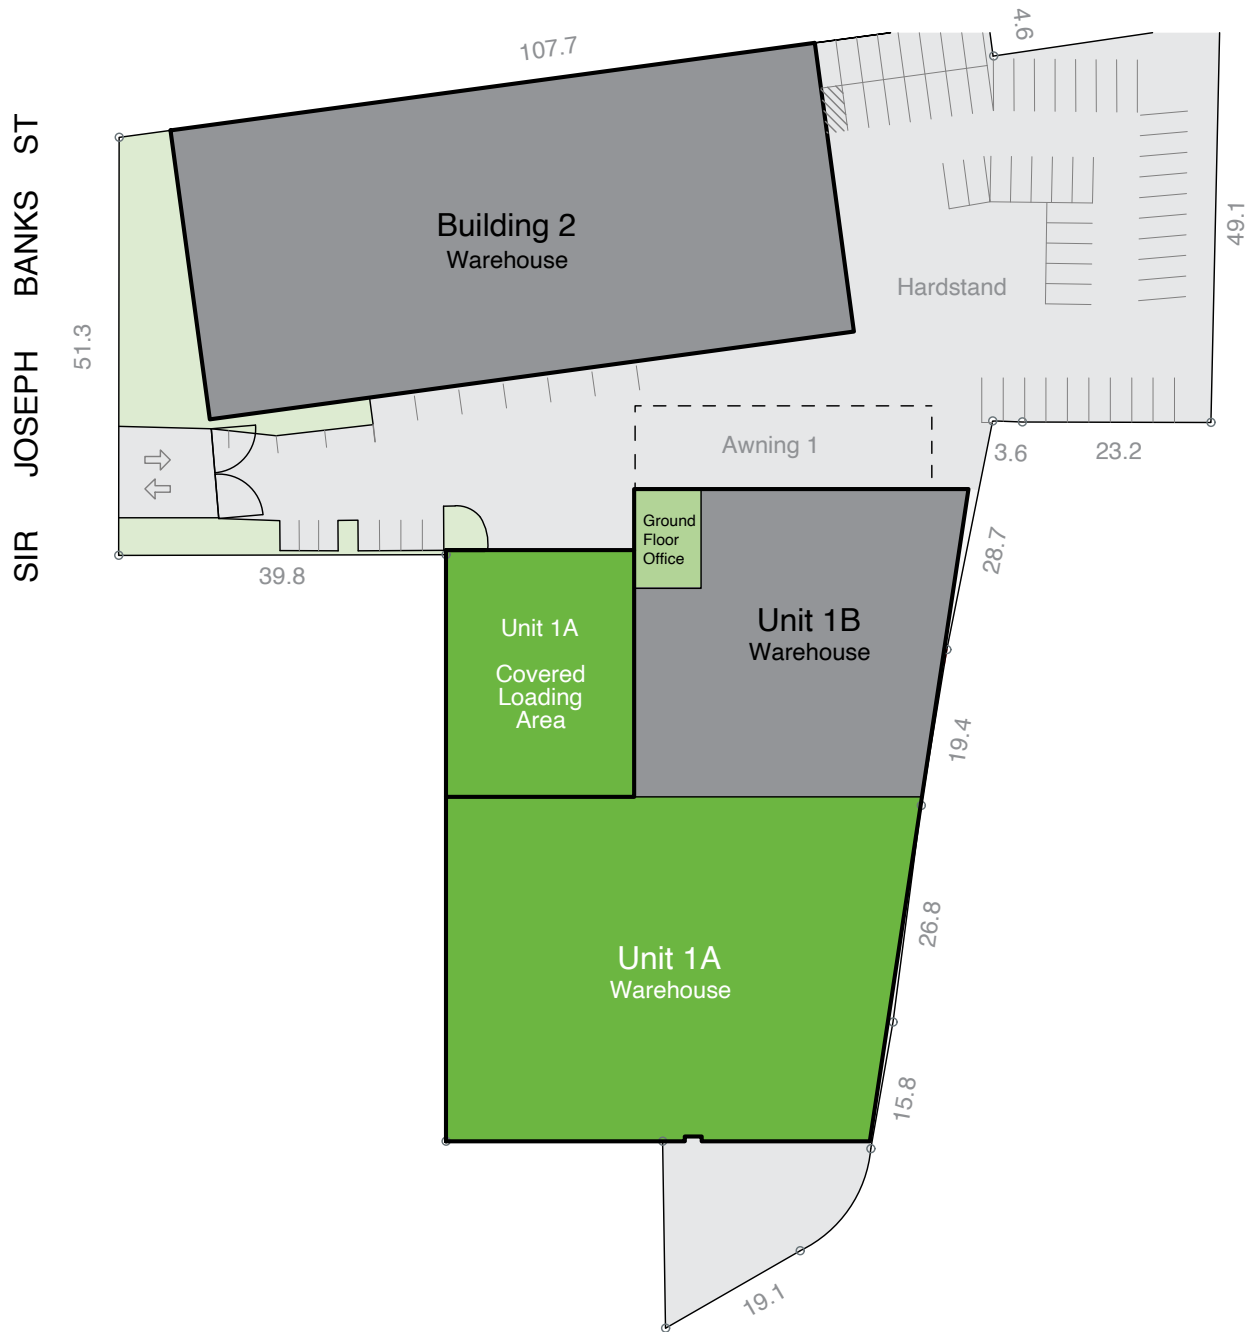 4.6
107.7
SIR JOSEPH BANKS ST
Building 2
Warehouse
49.1
Hardstand
51.3
Awning 1
3.6
23.2
Ground
Floor
Office
28.7
39.8
Unit 1A
Covered
Loading
Area
Unit 1B
Warehouse
19.4
26.8
Unit 1A
Warehouse
15.8
19.1